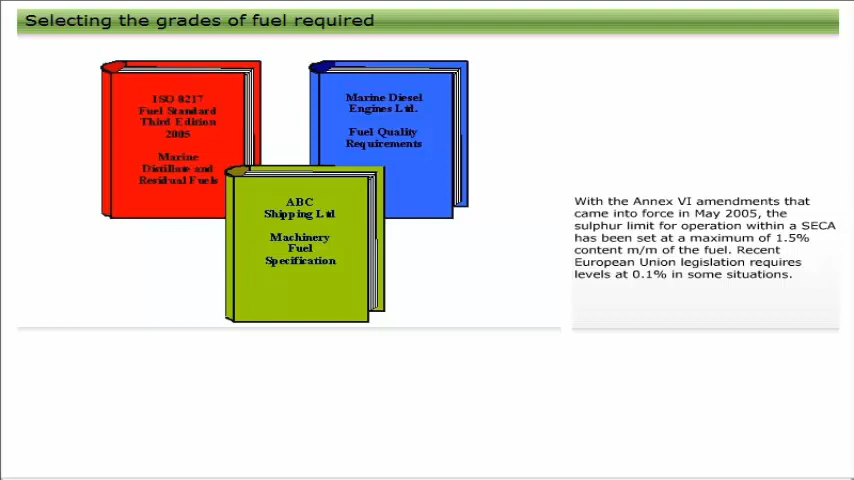 Selecting the grades of fuel required
ISO 8217
Fuel Standard
Third Edition
2005
Marine
Distillate and
Residual Fuels
Marine Diesel
Engines Ltd.
Fuel Quality
Requirements
ABC
Shipping Ltd
Machinery
Fuel
Specification
With the Annex VI amendments that
came into force in May 2005, the
sulphur limit for operation within a SECA
has been set at a maximum of 1.5%
content m/m of the fuel. Recent
European Union legislation requires
levels at 0.1% in some situations.